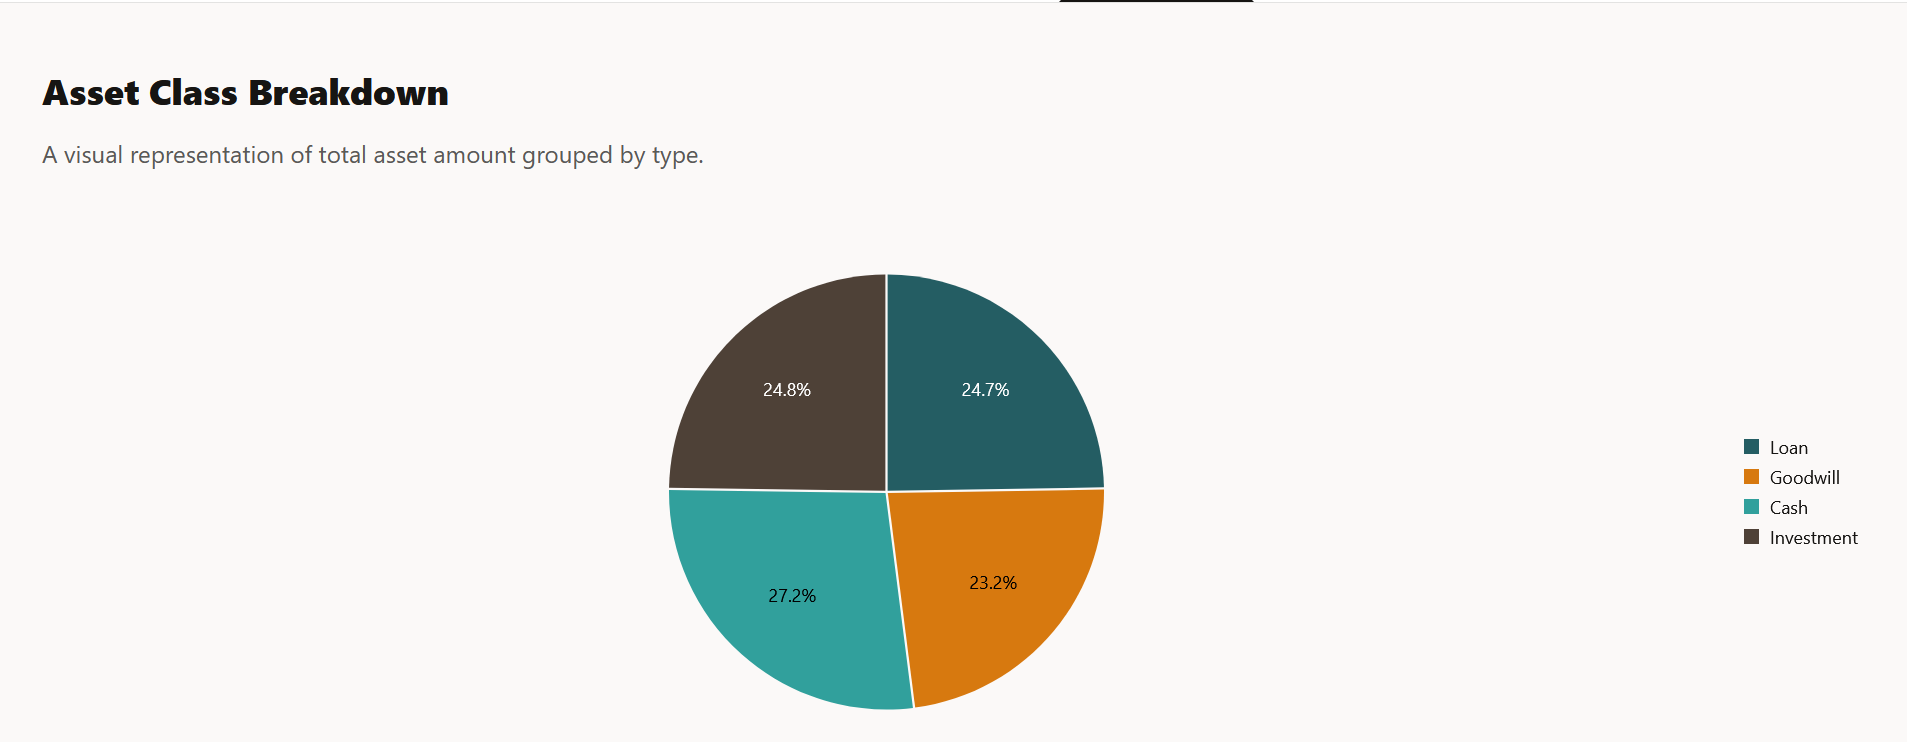 Asset Class Breakdown
A visual representation of total asset amount grouped by type.
24.8%
24.7%
27.2%
23.2%
Loan
Goodwill
Cash
Investment